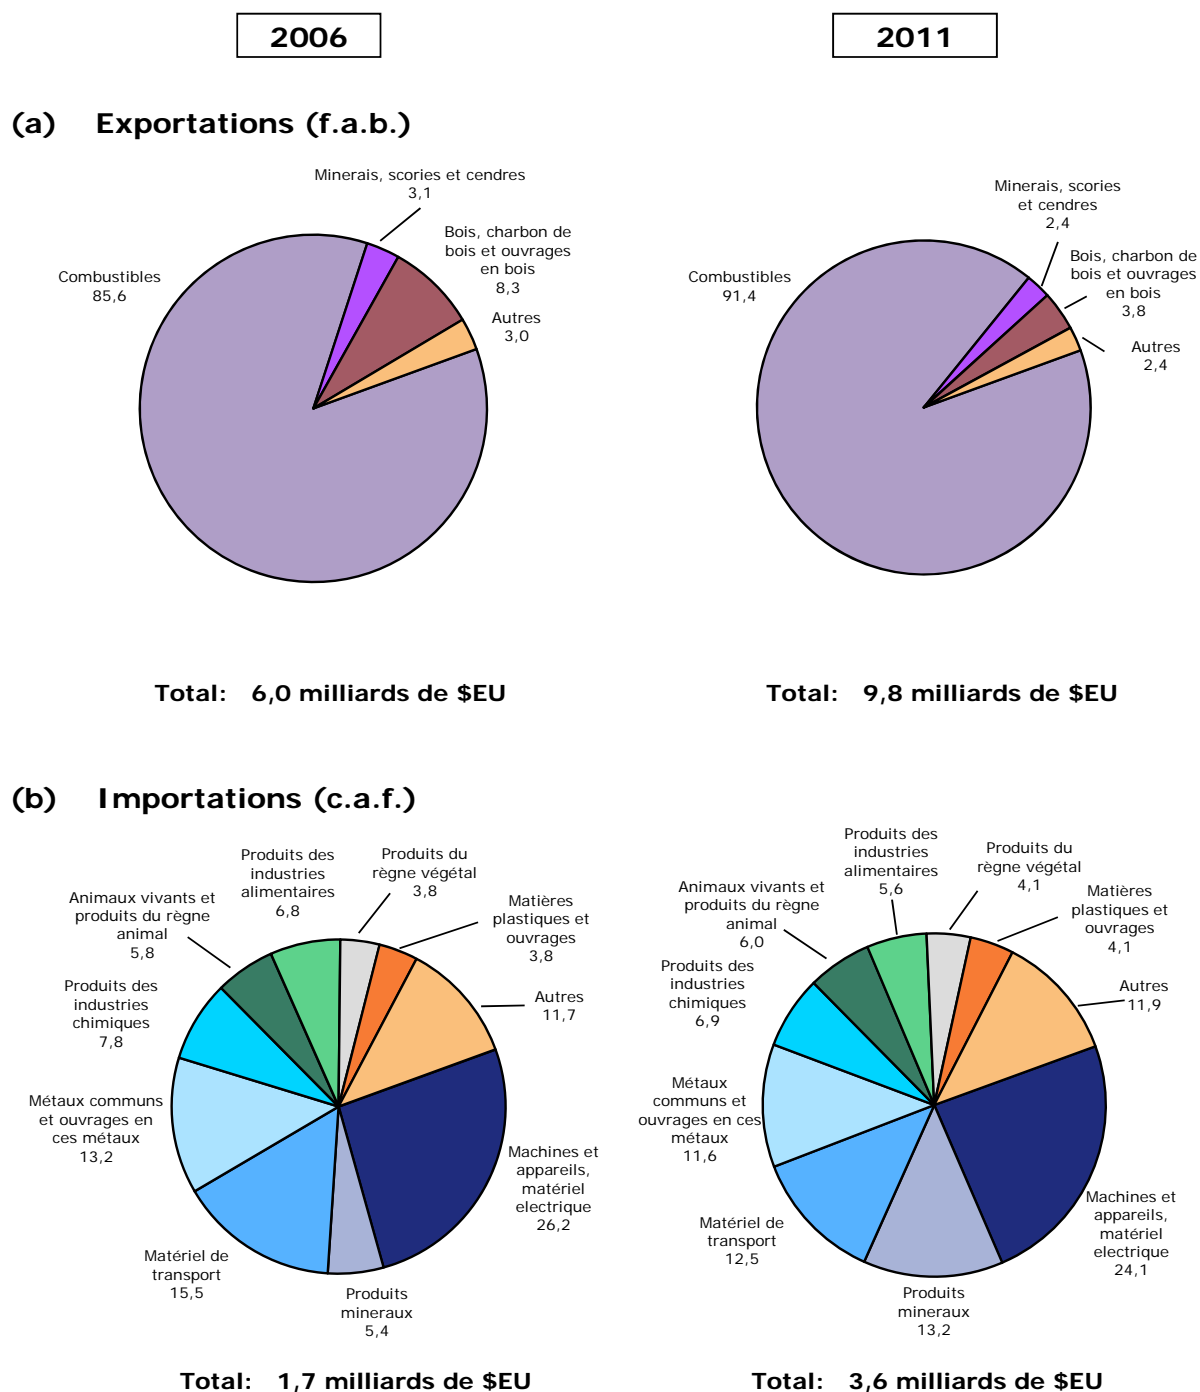 2006
2011
(a) Exportations (f.a.b.)
Minerais, scories et cendres
3,1
Bois, charbon de
bois et ouvrages
en bois
8,3
Autres
3,0
Combustibles
85,6
Minerais, scories
et cendres
2,4
Bois, charbon de
bois et ouvrages
en bois
3,8
Autres
2,4
Combustibles
91,4
Total: 6,0 milliards de $EU
Total: 9,8 milliards de $EU
(b) Importations (c.a.f.)
Produits des
industries
alimentaires
6,8
Produits du
règne végétal
3,8
Matières
plastiques et
ouvrages
3,8
Autres
11,7
Machines et
appareils,
matériel
electrique
26,2
Produits
mineraux
5,4
Matériel de
transport
15,5
Métaux communs
et ouvrages en
ces métaux
13,2
Produits des
industries
chimiques
7,8
Animaux vivants et
produits du règne
animal
5,8
Produits des
industries
alimentaires
5,6
Produits du
règne végétal
4,1
Matières
plastiques et
ouvrages
4,1
Autres
11,9
Machines et
appareils,
matériel
electrique
24,1
Produits
mineraux
13,2
Matériel de
transport
12,5
Métaux
communs et
ouvrages en ces
métaux
11,6
Produits des
industries
chimiques
6,9
Animaux vivants et
produits du règne
animal
6,0
Total: 1,7 milliards de $EU
Total: 3,6 milliards de $EU